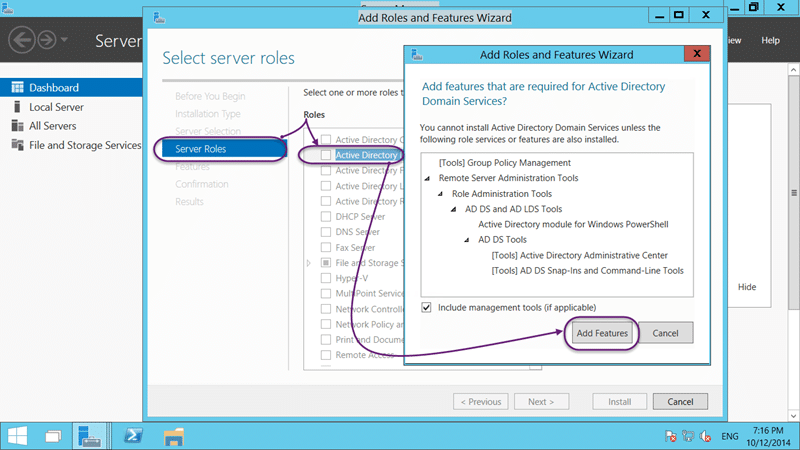 Add Roles and Features Wizard
Server
iew
Help
Dashboard
Local Server
All Servers
File and Storage Services
Select server roles
Before You Begin
Installation Type
Server Selection
Server Roles
Features
Confirmation
Results
Select one or more roles t
Roles
Active Directory C
Active Directory
Active Directory F
Active Directory L
Active Directory R
DHCP Server
DNS Server
Fax Server
File and Storage S
Hyper-V
MultiPoint Service
Network Controlle
Network Policy an
Print and Docume
Remote Access
Add Roles and Features Wizard
Add features that are required for Active Directory
Domain Services?
You cannot install Active Directory Domain Services unless the
following role services or features are also installed.
[Tools] Group Policy Management
Remote Server Administration Tools
Role Administration Tools
AD DS and AD LDS Tools
Active Directory module for Windows PowerShell
AD DS Tools
[Tools] Active Directory Administrative Center
[Tools] AD DS Snap-Ins and Command-Line Tools
Include management tools (if applicable)
Add Features
Cancel
Hide
< Previous
Next >
Install
Cancel
ENG
7:16 PM
10/12/2014